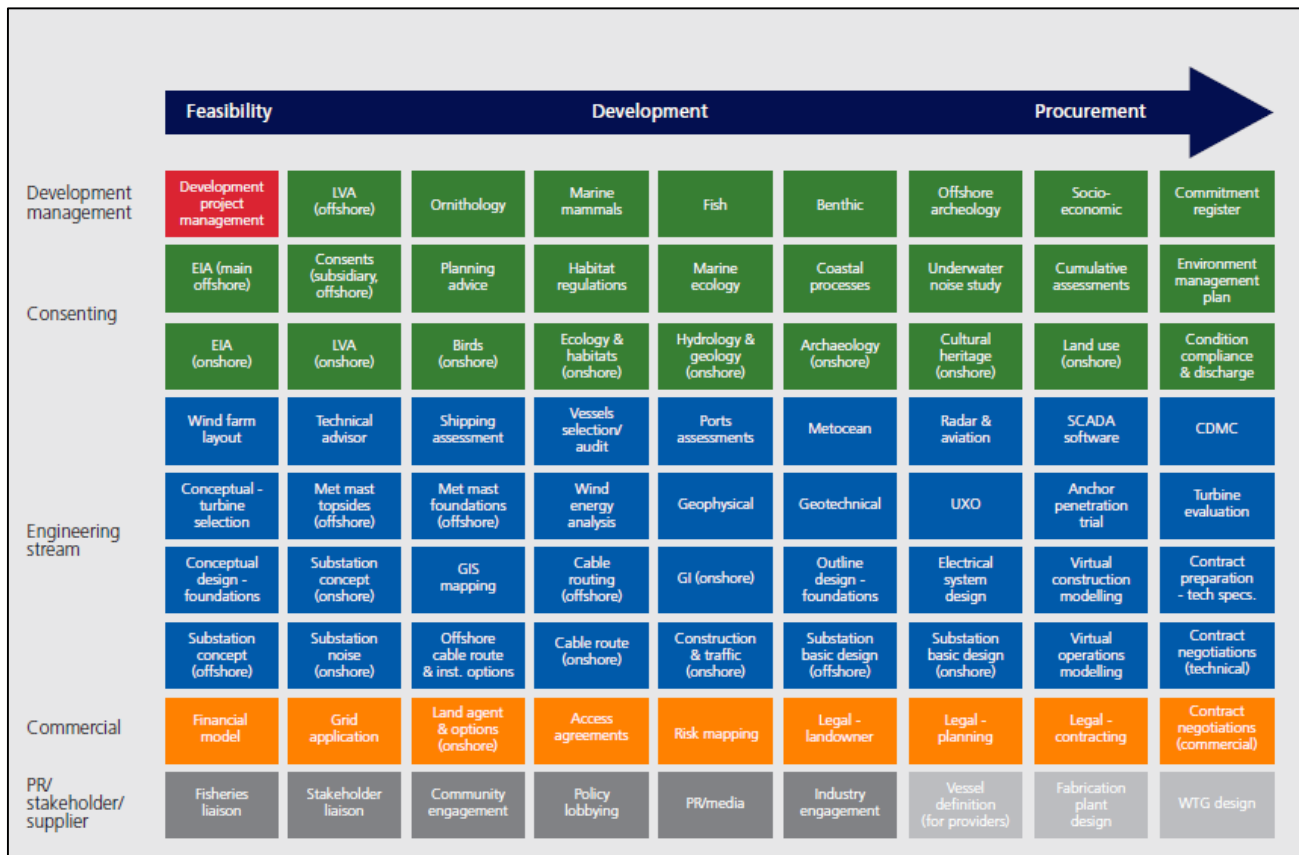 Feasibility Development Procurement
Development
management
Development
project
management
LVA
(offshore)
Ornithology
Marine
mammals
Fish
Benthic
Offshore
archeology
Socio-
economic
Commitment
register
Consenting
EIA (main
offshore)
Consents
(subsidiary,
offshore)
Planning
advice
Habitat
regulations
Marine
ecology
Coastal
processes
Underwater
noise study
Cumulative
assessments
Environment
management
plan
EIA
(onshore)
LVA
(onshore)
Birds
(onshore)
Ecology &
habitats
(onshore)
Hydrology &
geology
(onshore)
Archaeology
(onshore)
Cultural
heritage
(onshore)
Land use
(onshore)
Condition
compliance
& discharge
Engineering
stream
Wind farm
layout
Technical
advisor
Shipping
assessment
Vessels
selection/
audit
Ports
assessments
Metocean
Radar &
aviation
SCADA
software
CDMC
Conceptual -
turbine
selection
Met mast
topsides
(offshore)
Met mast
foundations
(offshore)
Wind
energy
analysis
Geophysical
Geotechnical
UXO
Anchor
penetration
trial
Turbine
evaluation
Conceptual
design -
foundations
Substation
concept
(onshore)
GIS
mapping
Cable
routing
(offshore)
GI (onshore)
Outline
design -
foundations
Electrical
system
design
Virtual
construction
modelling
Contract
preparation
- tech specs.
Substation
concept
(offshore)
Substation
noise
(onshore)
Offshore
cable route
& inst. options
Cable route
(onshore)
Construction
& traffic
(onshore)
Substation
basic design
(offshore)
Substation
basic design
(onshore)
Virtual
operations
modelling
Contract
negotiations
(technical)
Commercial
Financial
model
Grid
application
Land agent
& options
(onshore)
Access
agreements
Risk mapping
Legal -
landowner
Legal -
planning
Legal -
contracting
Contract
negotiations
(commercial)
PR/
stakeholder/
supplier
Fisheries
liaison
Stakeholder
liaison
Community
engagement
Policy
lobbying
PR/media
Industry
engagement
Vessel
definition
(for providers)
Fabrication
plant
design
WTG design